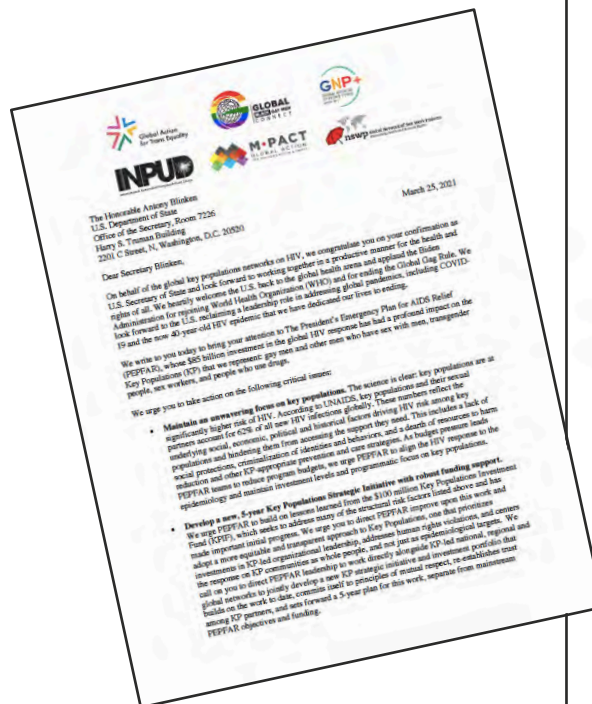 Global Action
for Trans Equality
GLOBAL
BLACK GAY MEN
CONNECT
GNP+
INPUD
M·PACT
GLOBAL ACTION
nswp Global Network of Sex Work Projects
March 25, 2021
The Honorable Antony Blinken
U.S. Department of State
Office of the Secretary, Room 7226
Harry S. Truman Building
2201 C Street, N, Washington, D.C. 20520
Dear Secretary Blinken,
On behalf of the global key populations networks on HIV, we congratulate you on your confirmation as
U.S. Secretary of State and look forward to working together in a productive manner for the health and
rights of all. We heartily welcome the U.S. back to the global health arena and applaud the Biden
Administration for rejoining World Health Organization (WHO) and for ending the Global Gag Rule. We
look forward to the U.S. reclaiming a leadership role in addressing global pandemics, including COVID-
19 and the now 40-year-old HIV epidemic that we have dedicated our lives to ending.
We write to you today to bring your attention to The President's Emergency Plan for AIDS Relief
(PEPFAR), whose $85 billion investment in the global HIV response has had a profound impact on the
Key Populations (KP) that we represent: gay men and other men who have sex with men, transgender
people, sex workers, and people who use drugs.
We urge you to take action on the following critical issues:
• Maintain an unwavering focus on key populations. The science is clear: key populations are at
significantly higher risk of HIV. According to UNAIDS, key populations and their sexual
partners account for 62% of all new HIV infections globally. These numbers reflect the
underlying social, economic, political and historical factors driving HIV risk among key
populations and hindering them from accessing the support they need. This includes a lack of
social protections, criminalization of identities and behaviors, and a dearth of resources to harm
reduction and other KP-appropriate prevention and care strategies. As budget pressure leads
PEPFAR teams to reduce program budgets, we urge PEPFAR to align the HIV response to the
epidemiology and maintain investment levels and programmatic focus on key populations.
• Develop a new, 5-year Key Populations Strategic Initiative with robust funding support.
We urge PEPFAR to build on lessons learned from the $100 million Key Populations Investment
Fund (KPIF), which seeks to address many of the structural risk factors listed above and has
made important initial progress. We urge you to direct PEPFAR improve upon this work and
adopt a more equitable and transparent approach to Key Populations, one that prioritizes
investments in KP-led organizational leadership, addresses human rights violations, and centers
the response on KP communities as whole people, and not just as epidemiological targets. We
call on you to direct PEPFAR leadership to work directly alongside KP-led national, regional and
global networks to jointly develop a new KP strategic initiative and investment portfolio that
builds on the work to date, commits itself to principles of mutual respect, re-establishes trust
among KP partners, and sets forward a 5-year plan for this work, separate from mainstream
PEPFAR objectives and funding.